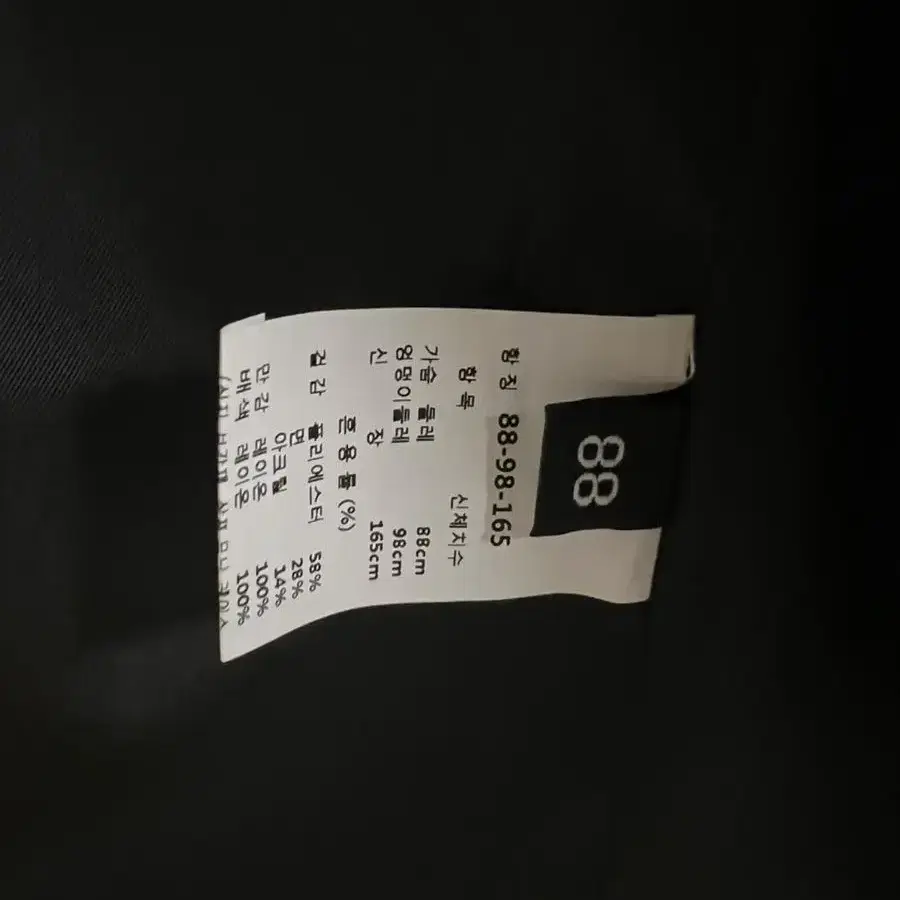 88
항칭 88-98-165
항목 신체치수
가슴 둘레 88cm
엉덩이둘레 98cm
신 장 165cm
혼용률 (%)
겉감 폴리에스터 58%
면 28%
아크릴 14%
안감 레이온 100%
배색 레이온 100%